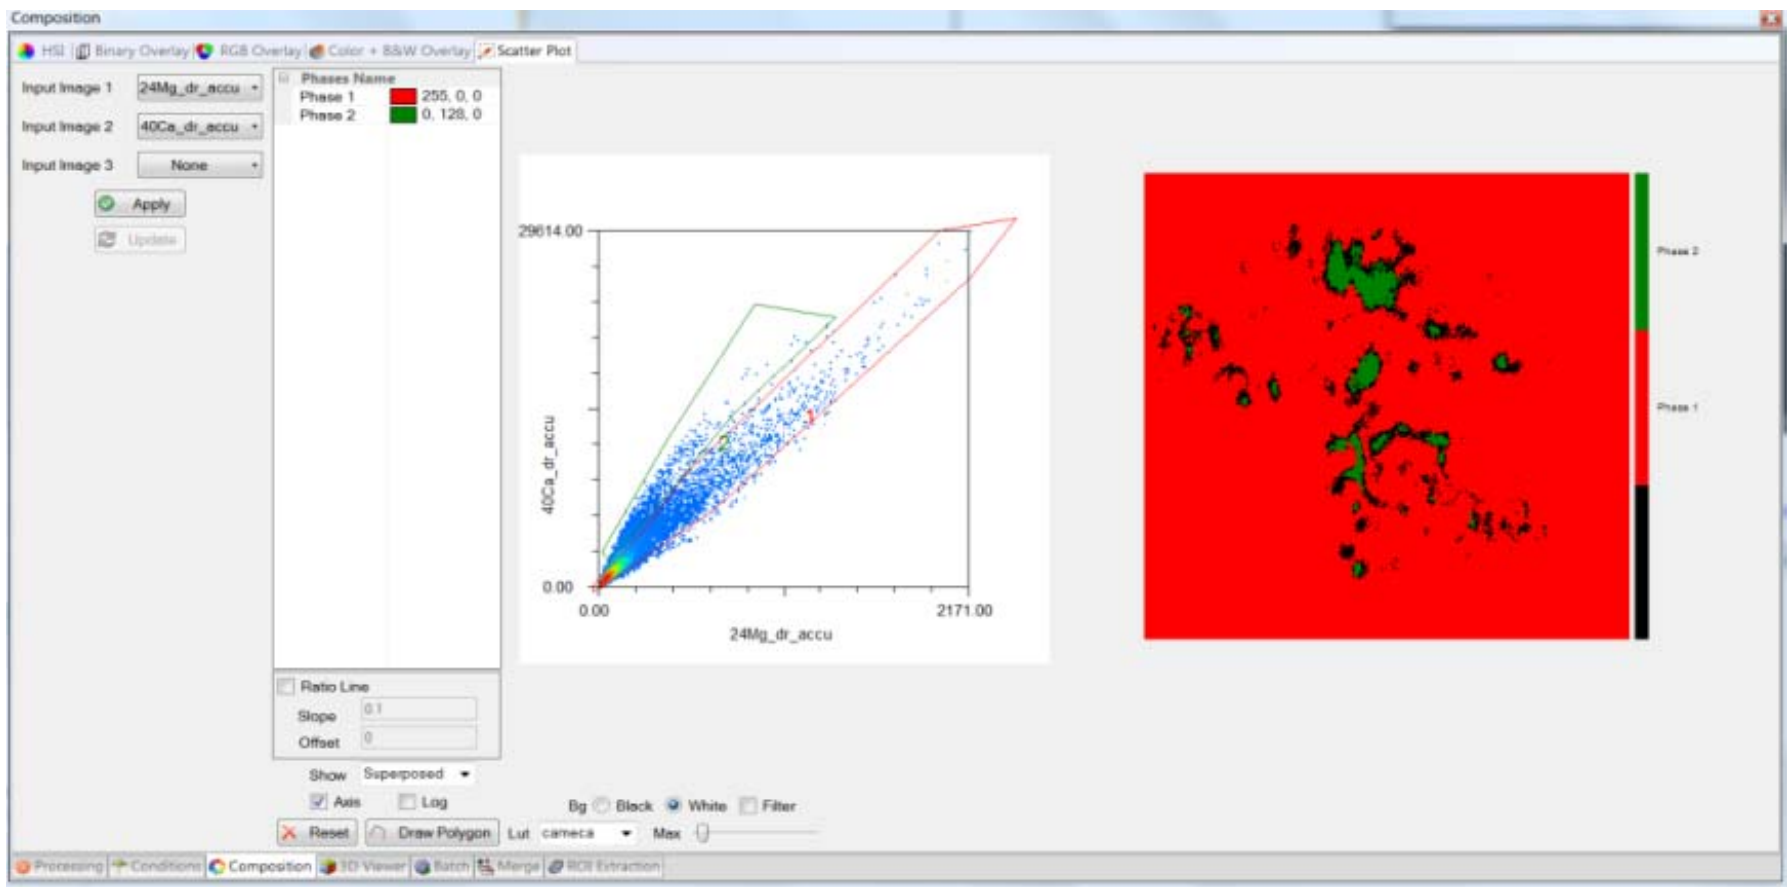 Composition
HSI Binary Overlay RGB Overlay Color + B&W Overlay Scatter Plot
Input Image 1 24Mg_dr_accu
Input Image 2 40Ca_dr_accu
Input Image 3 None
Apply
Update
Phases Name
Phase 1 255, 0, 0
Phase 2 0, 128, 0
Ratio Line
Slope 0.1
Offset 0
Show Superposed
Axis Log
Reset Draw Polygon
29614.00
40Ca_dr_accu
2
1
0.00
0.00 2171.00
24Mg_dr_accu
Bg Black White Filter
Lut cameca Max
Phase 2
Phase 1
Processing Conditions Composition 3D Viewer Batch Merge ROI Extraction